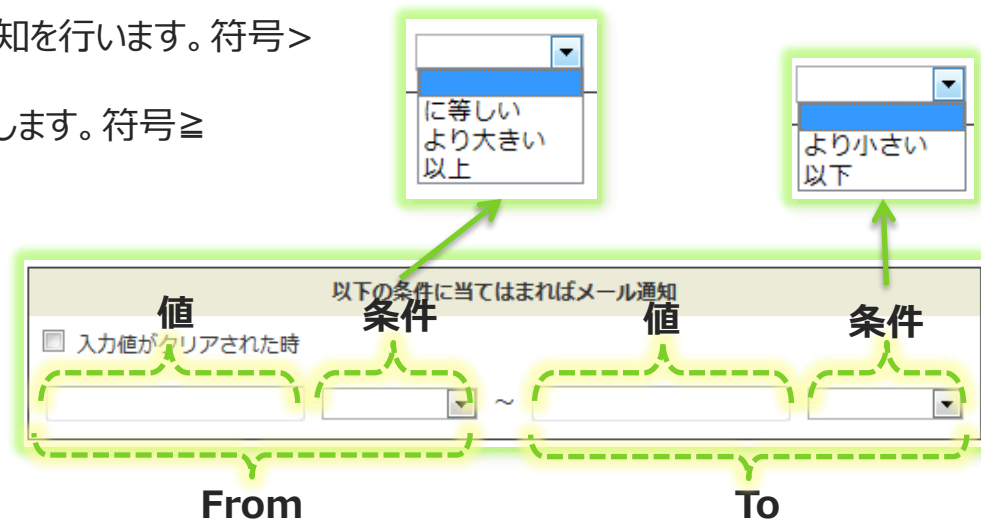 知を行います。符号>
します。符号≧
に等しい
より大きい
以上
より小さい
以下
以下の条件に当てはまればメール通知
値
条件
値
条件
入力値がクリアされた時
～
From
To